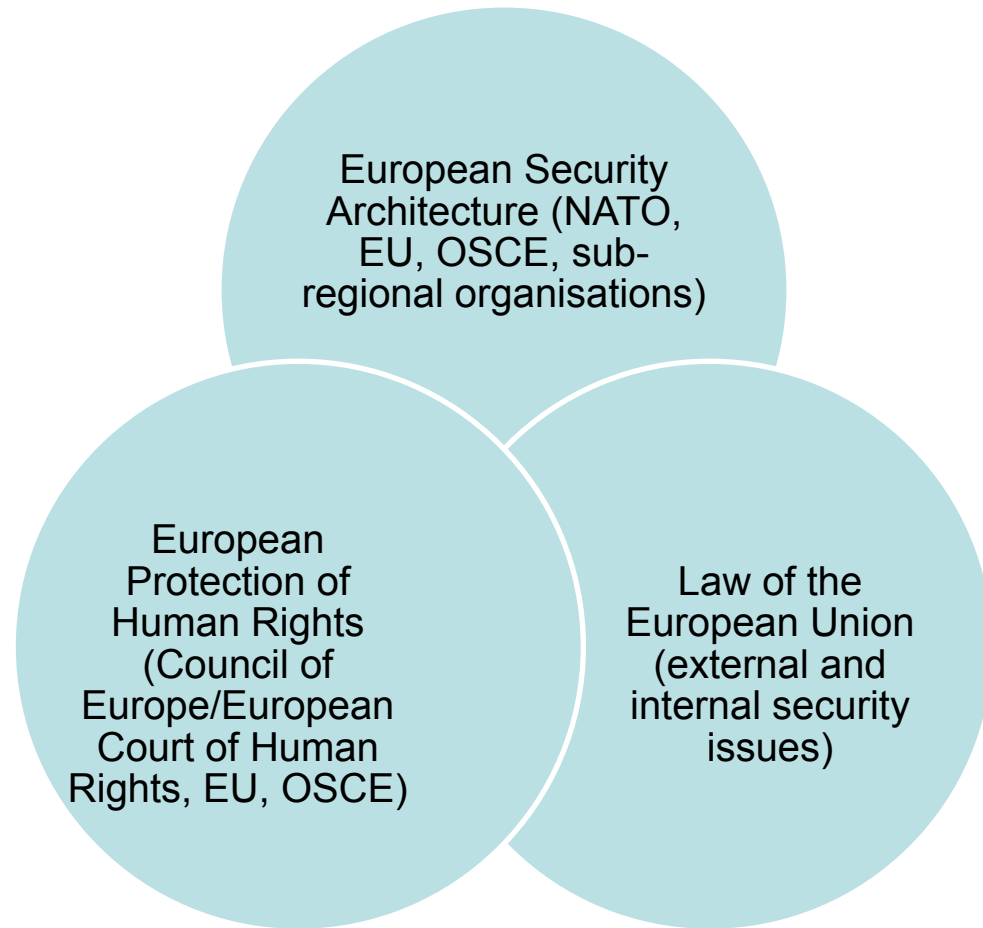 European Security
Architecture (NATO,
EU, OSCE, sub-
regional organisations)
European
Protection of
Human Rights
(Council of
Europe/European
Court of Human
Rights, EU, OSCE)
Law of the
European Union
(external and
internal security
issues)